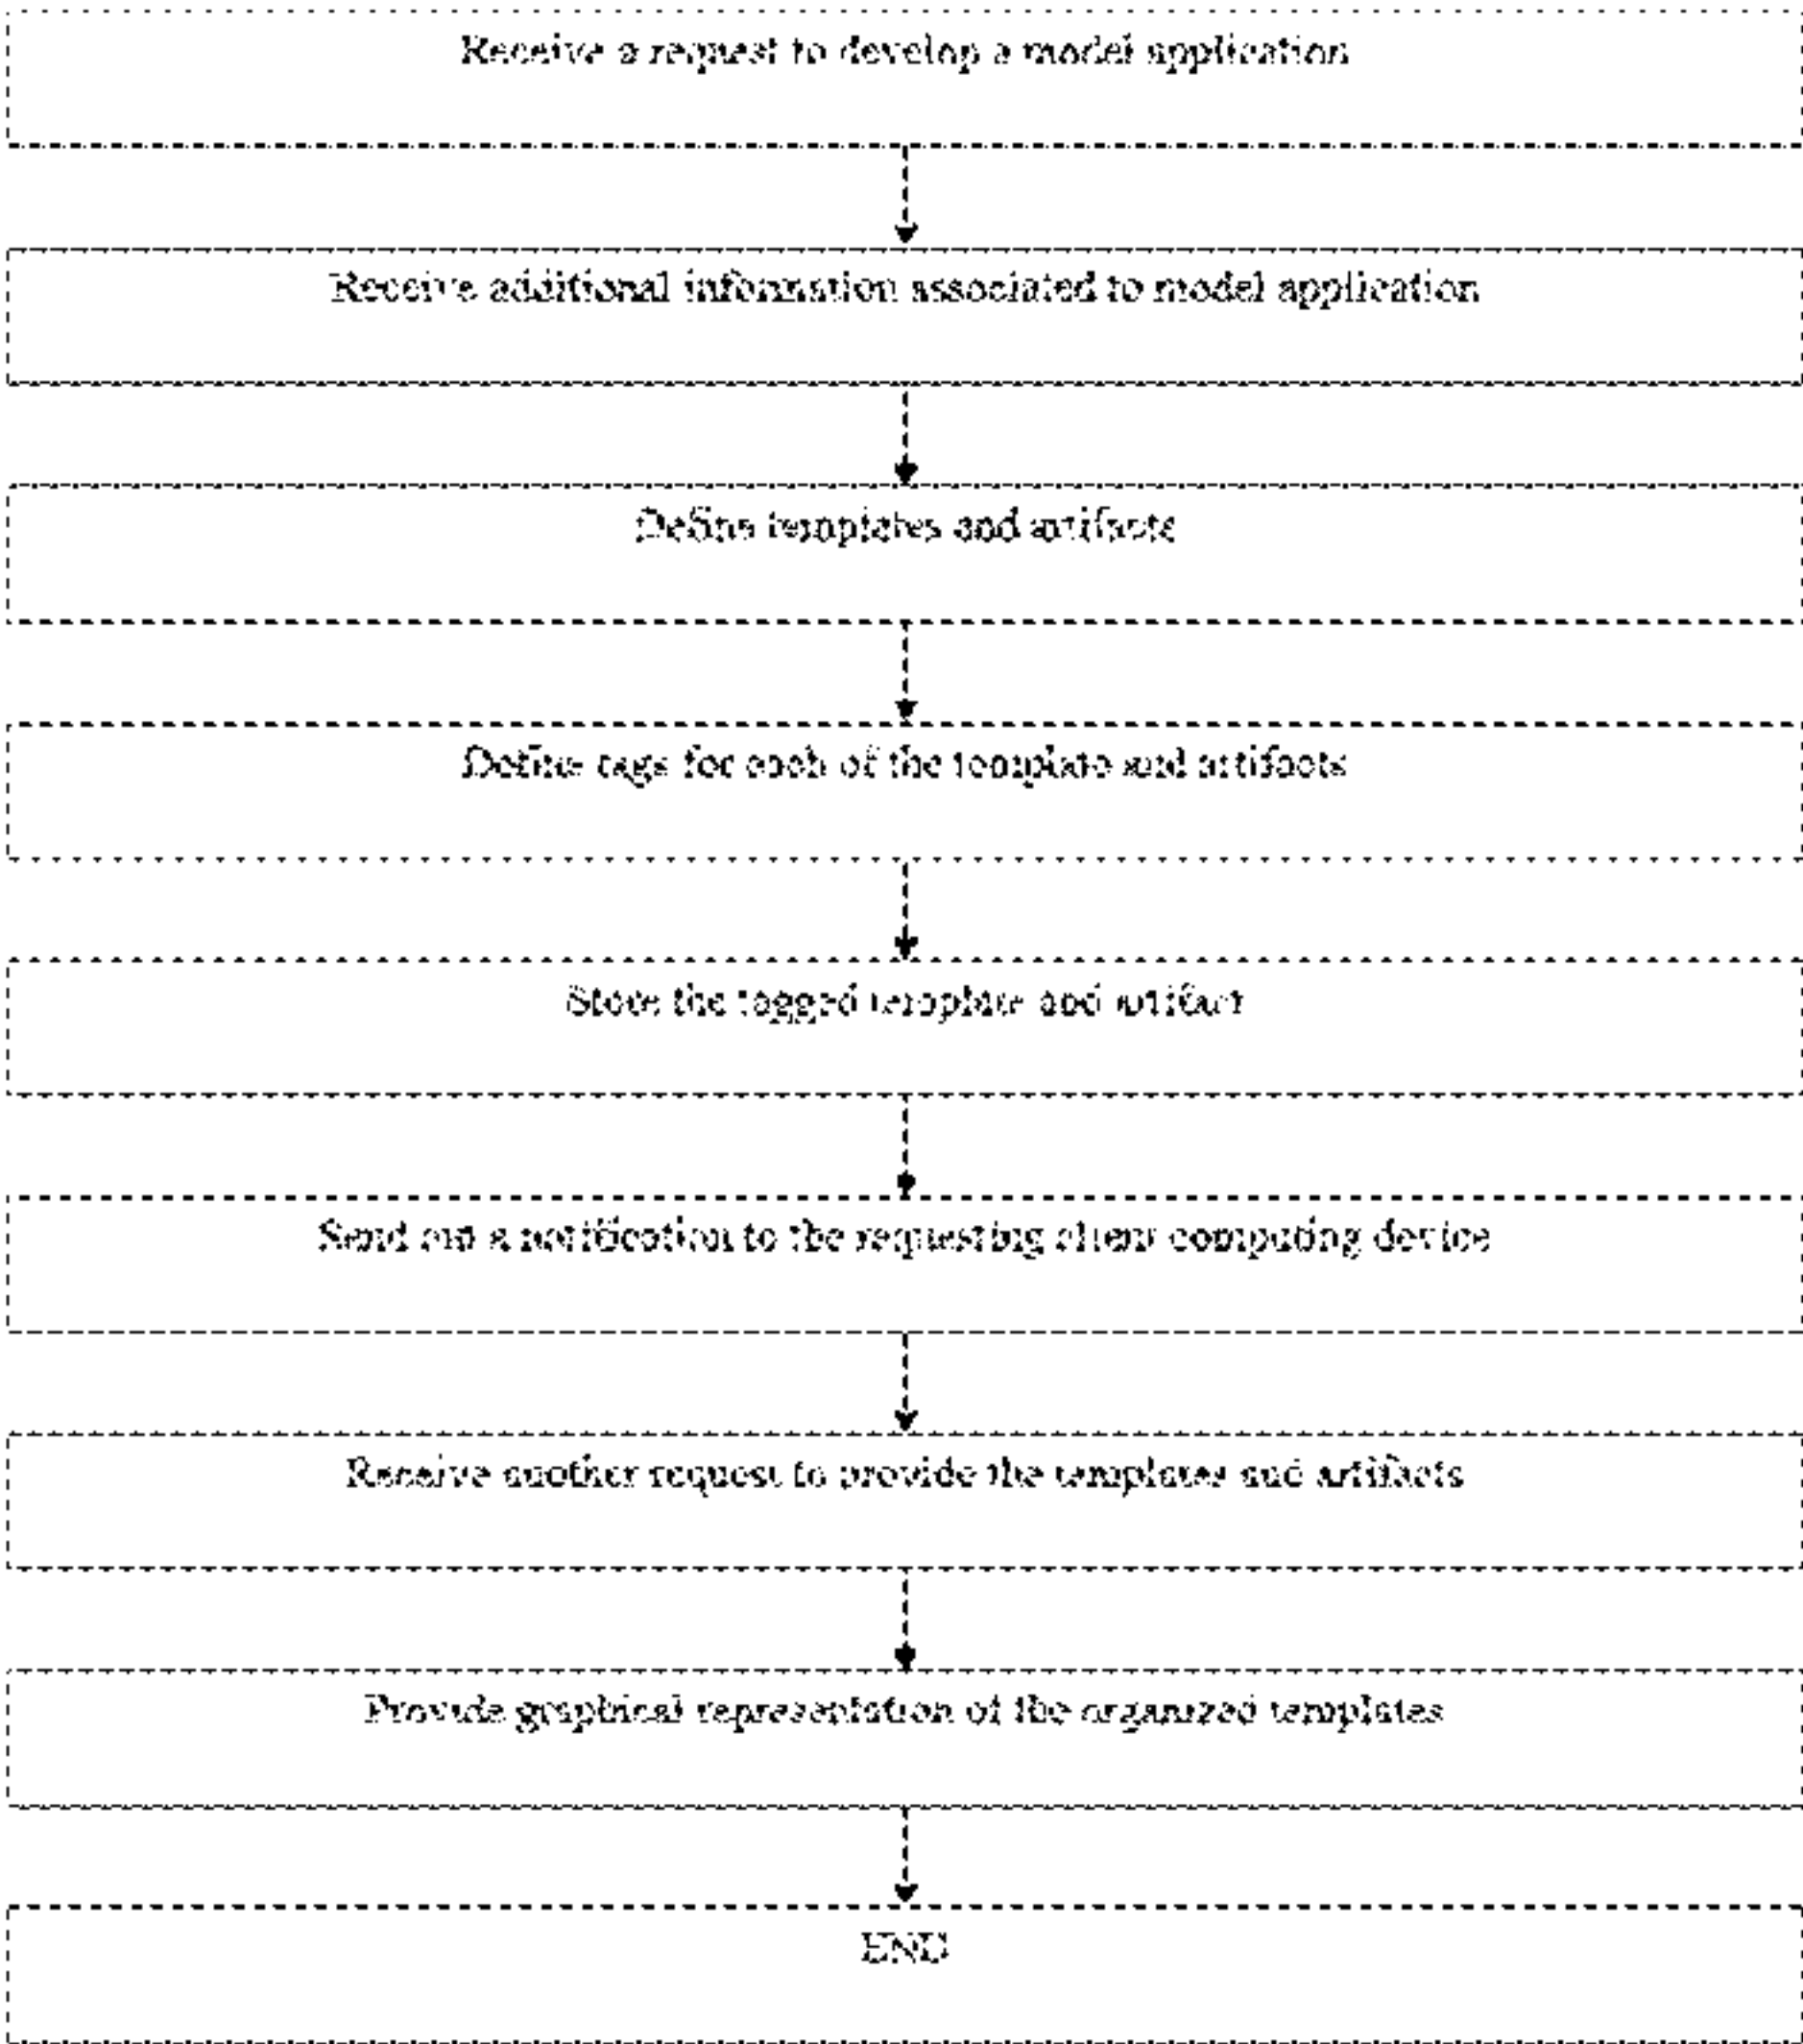 Receive a request to develop a model application
Receive additional information associated to model application
Define templates and artifacts
Define tags for each of the template and artifacts
Store the tagged template and artifact
Send out a notification to the requesting client computing device
Receive another request to provide the templates and artifacts
Provide graphical representation of the organized templates
END